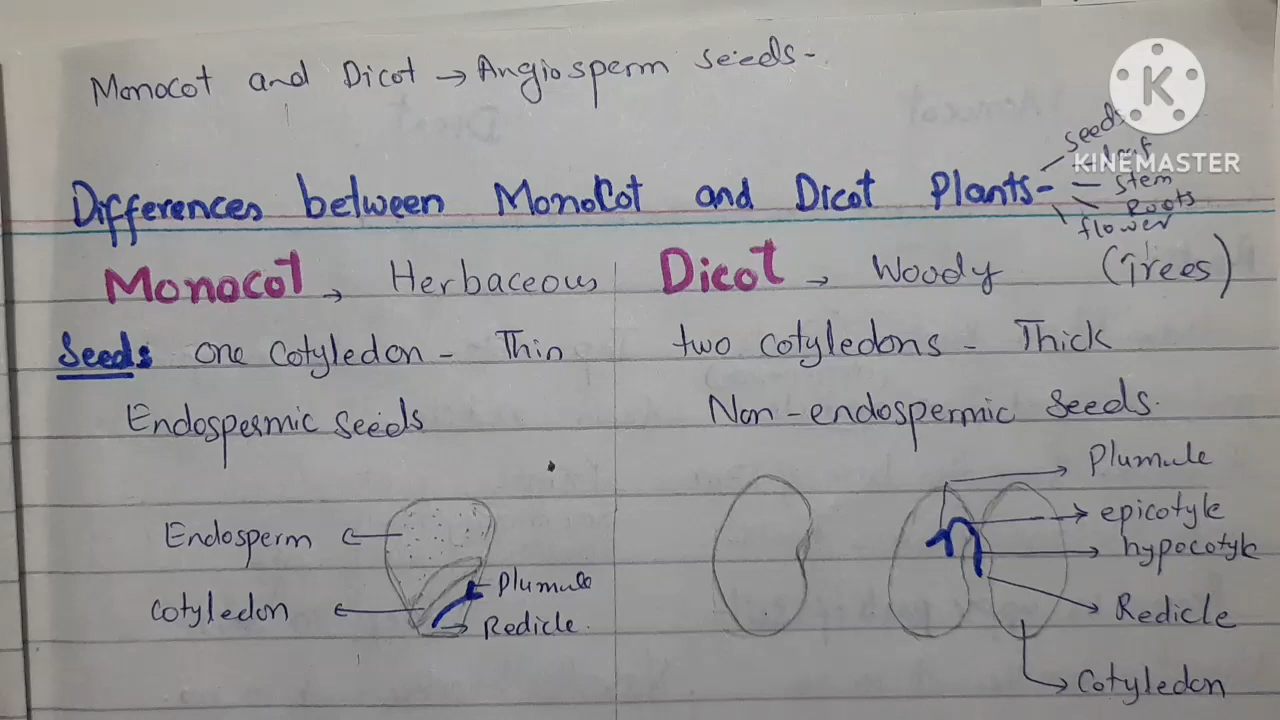 Monocot and Dicot → Angiosperm seeds -
K
KINEMASTER
seeds
leaf
stem
Roots
flower
Differences between Monocot and Dicot Plants-
Monocot → Herbaceous
Dicot → Woody (Trees)
Seeds one cotyledon - Thin
two cotyledons - Thick
Endospermic seeds
Non-endospermic seeds.
Endosperm
Cotyledon
Plumule
Redicle.
Plumule
epicotyle
hypocotyle
Redicle
Cotyledon